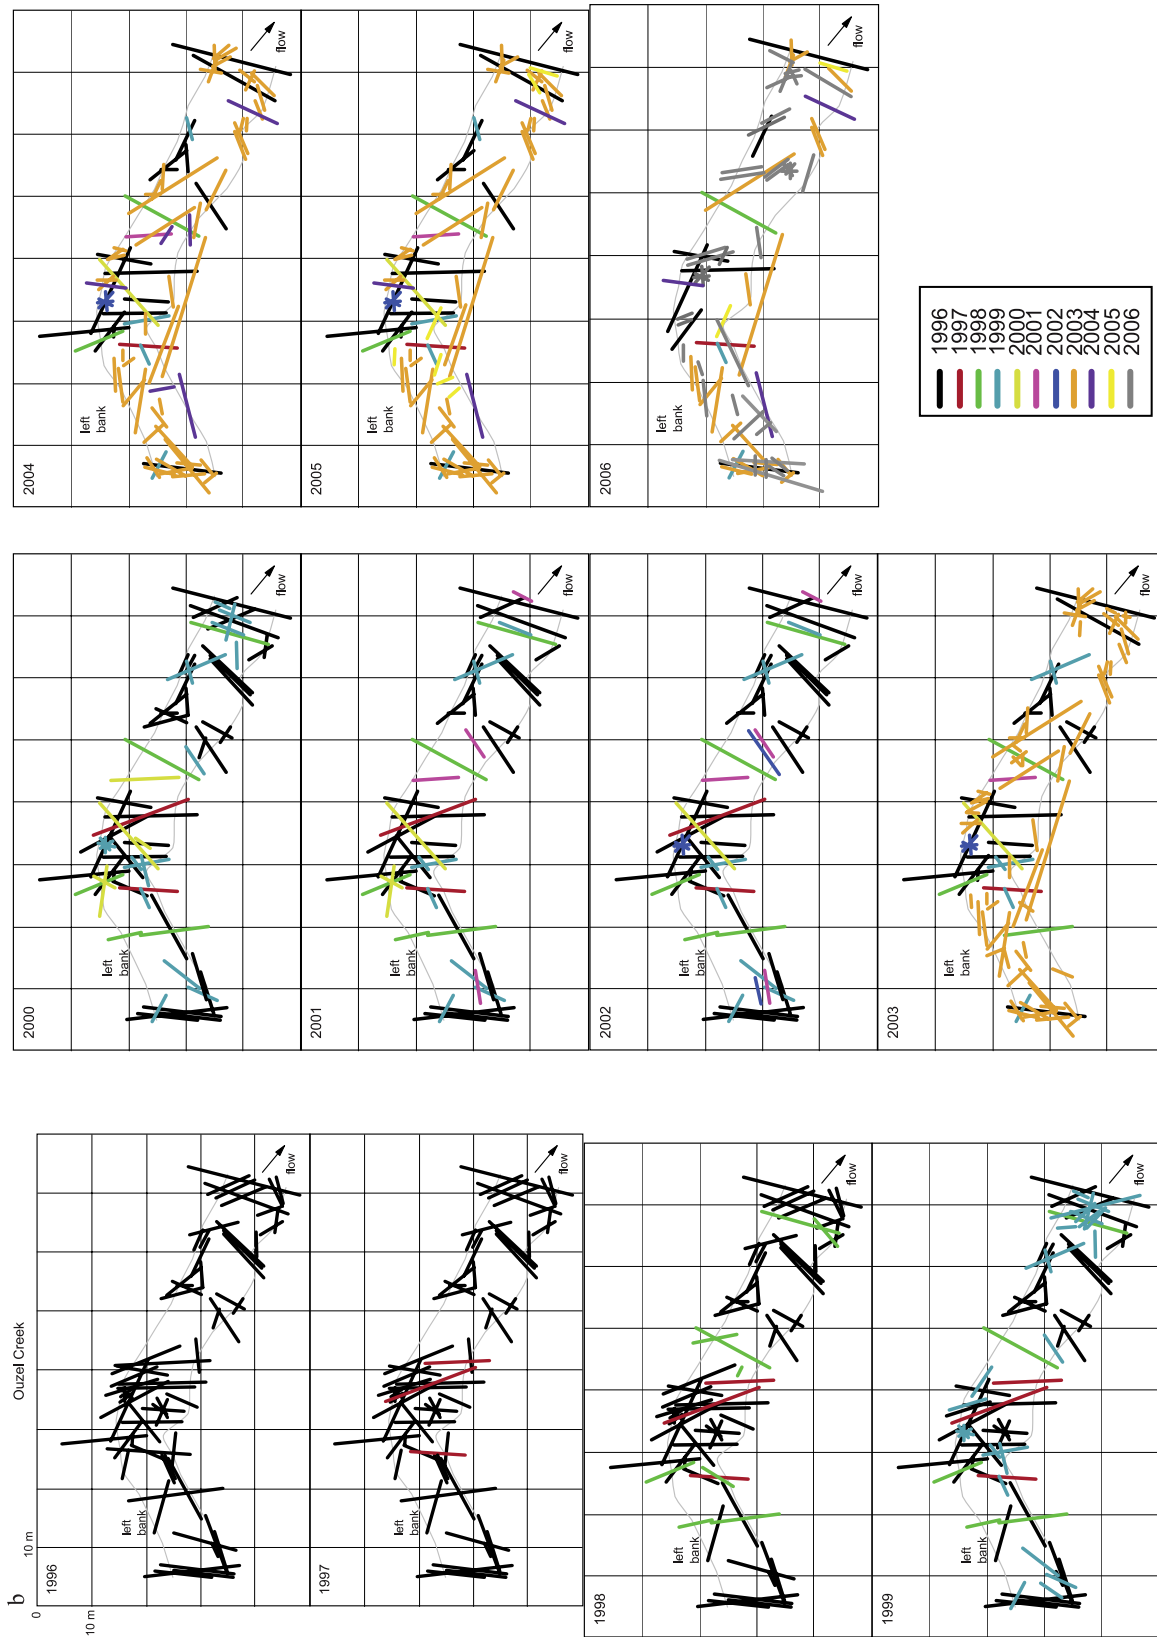 b
Ouzel Creek
0
10 m
10 m
1996
left
bank
flow
1997
left
bank
flow
1998
left
bank
flow
1999
left
bank
flow
2000
left
bank
flow
2001
left
bank
flow
2002
left
bank
flow
2003
left
bank
flow
2004
left
bank
flow
2005
left
bank
flow
2006
left
bank
flow
1996
1997
1998
1999
2000
2001
2002
2003
2004
2005
2006